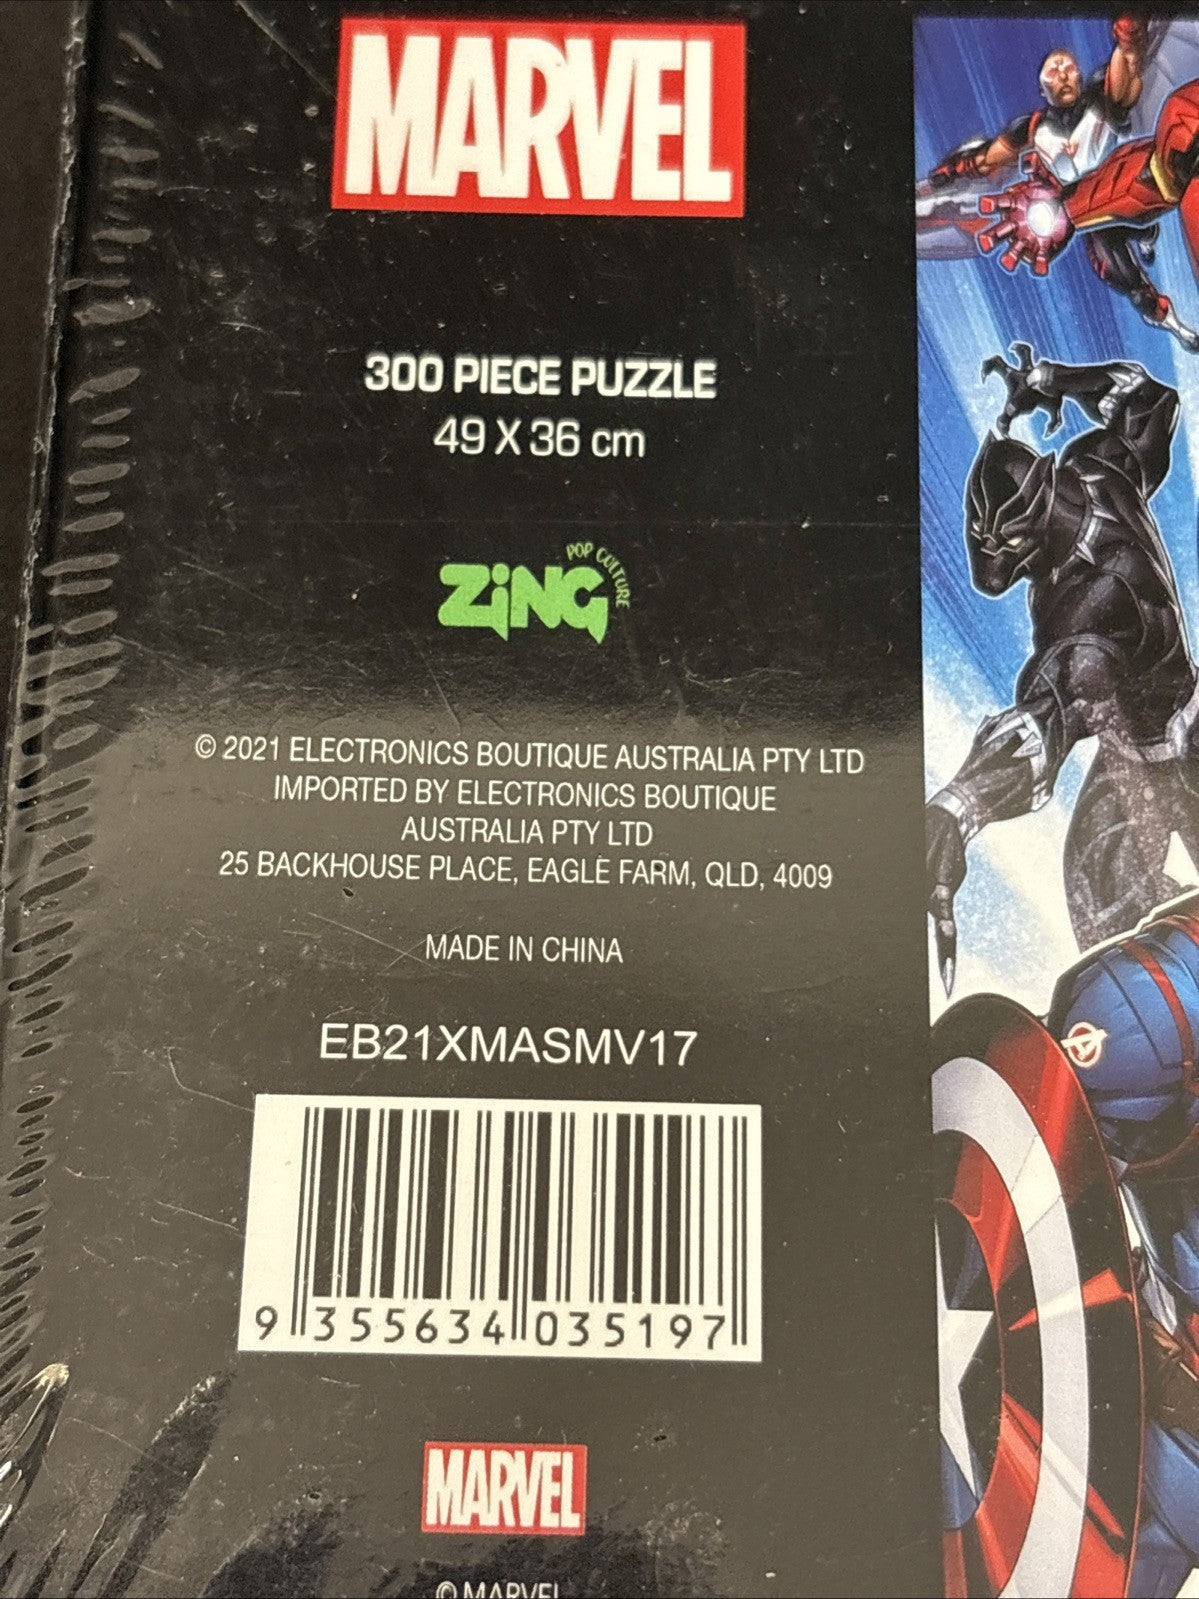 MARVEL
300 PIECE PUZZLE
49 X 36 cm
ZiNG POP CULTURE
© 2021 ELECTRONICS BOUTIQUE AUSTRALIA PTY LTD
IMPORTED BY ELECTRONICS BOUTIQUE
AUSTRALIA PTY LTD
25 BACKHOUSE PLACE, EAGLE FARM, QLD, 4009
MADE IN CHINA
EB21XMASMV17
9 355634 035197
MARVEL
© MARVEL